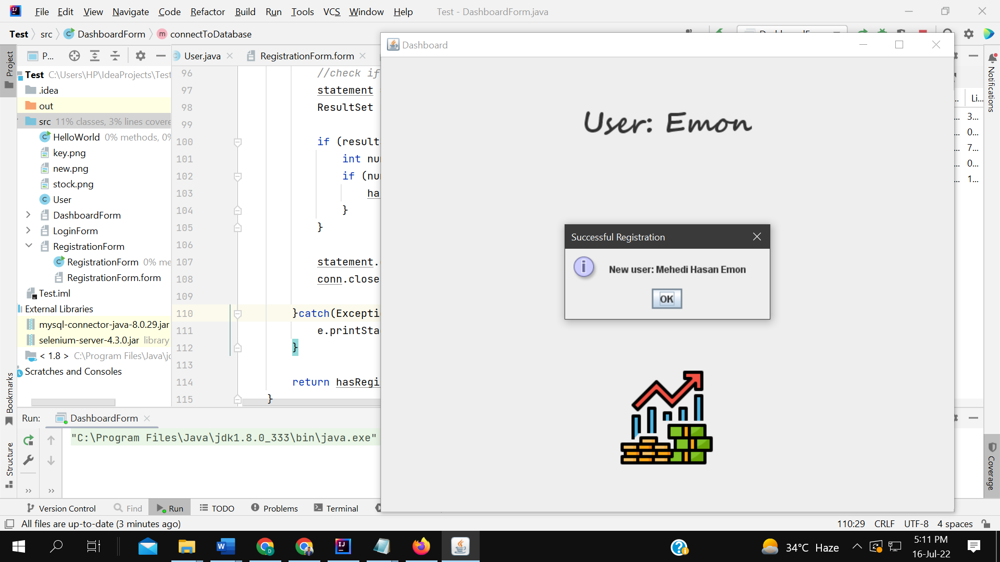 File Edit View Navigate Code Refactor Build Run Tools VCS Window Help Test - DashboardForm.java
Test src DashboardForm connectToDatabase
P... User.java RegistrationForm.form
Project
Test C:\Users\HP\IdeaProjects\Test
.idea
out
src 11% classes, 3% lines covere
HelloWorld 0% methods, 0%
key.png
new.png
stock.png
User
DashboardForm
LoginForm
RegistrationForm
RegistrationForm 0% me
RegistrationForm.form
Test.iml
External Libraries
mysql-connector-java-8.0.29.jar
selenium-server-4.3.0.jar library
< 1.8 > C:\Program Files\Java\jd
Scratches and Consoles
Bookmarks
Structure
96 //check if
97 statement
98 ResultSet
99
100 if (result
101 int nu
102 if (nu
103 ha
104 }
105 }
106
107 statement.
108 conn.close
109
110 }catch(Excepti
111 e.printSta
112 }
113
114 return hasRegi
115 }
Dashboard
User: Emon
Successful Registration
i
New user: Mehedi Hasan Emon
OK
Li...
... 3...
... 0...
... 7...
... 0...
... 1...
Notifications
Coverage
Run: DashboardForm
"C:\Program Files\Java\jdk1.8.0_333\bin\java.exe"
Version Control Find Run TODO Problems Terminal
All files are up-to-date (3 minutes ago) 110:29 CRLF UTF-8 4 spaces
34°C Haze
5:11 PM
16-Jul-22